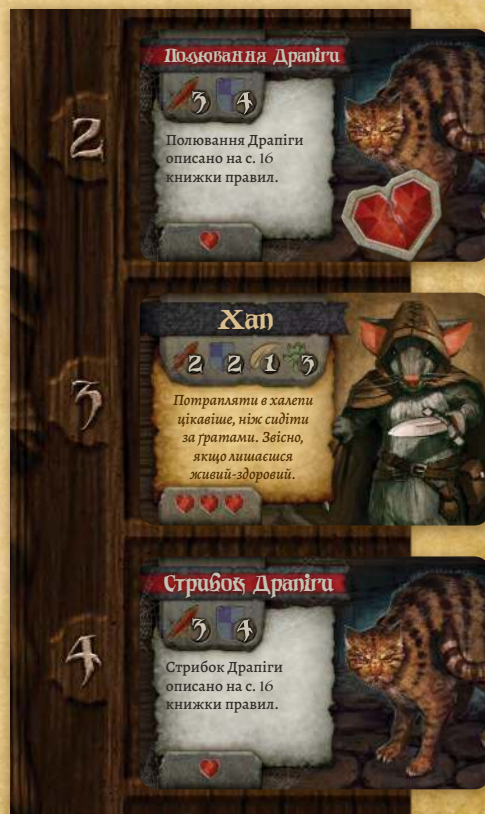 2
Полювання Драпіги
3 4
Полювання Драпіги
описано на с. 16
книжки правил.
3
Хап
2 2 1 3
Потрапляти в халепи
цікавіше, ніж сидіти
за ґратами. Звісно,
якщо лишаєшся
живий-здоровий.
4
Стрибок Драпіги
3 4
Стрибок Драпіги
описано на с. 16
книжки правил.